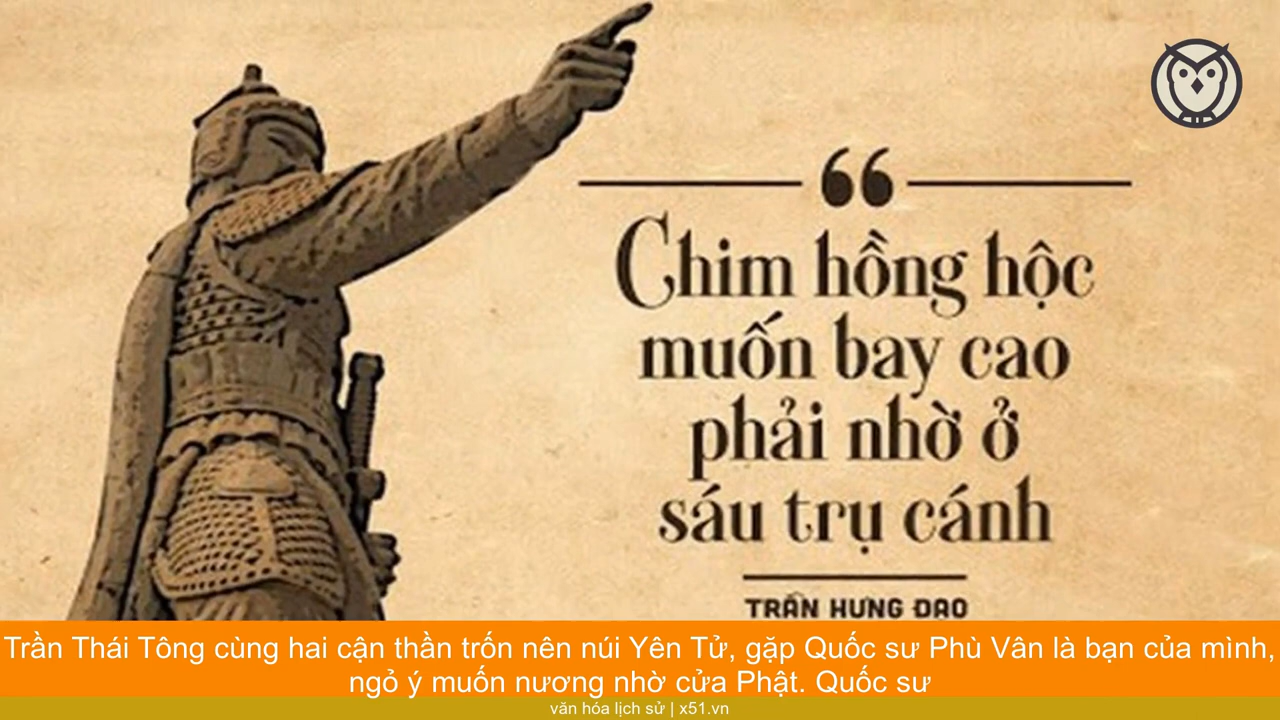 “
Chim hồng hộc
muốn bay cao
phải nhờ ở
sáu trụ cánh
TRẦN HƯNG ĐẠO
Trần Thái Tông cùng hai cận thần trốn nên núi Yên Tử, gặp Quốc sư Phù Vân là bạn của mình,
ngỏ ý muốn nương nhờ cửa Phật. Quốc sư
văn hóa lịch sử | x51.vn